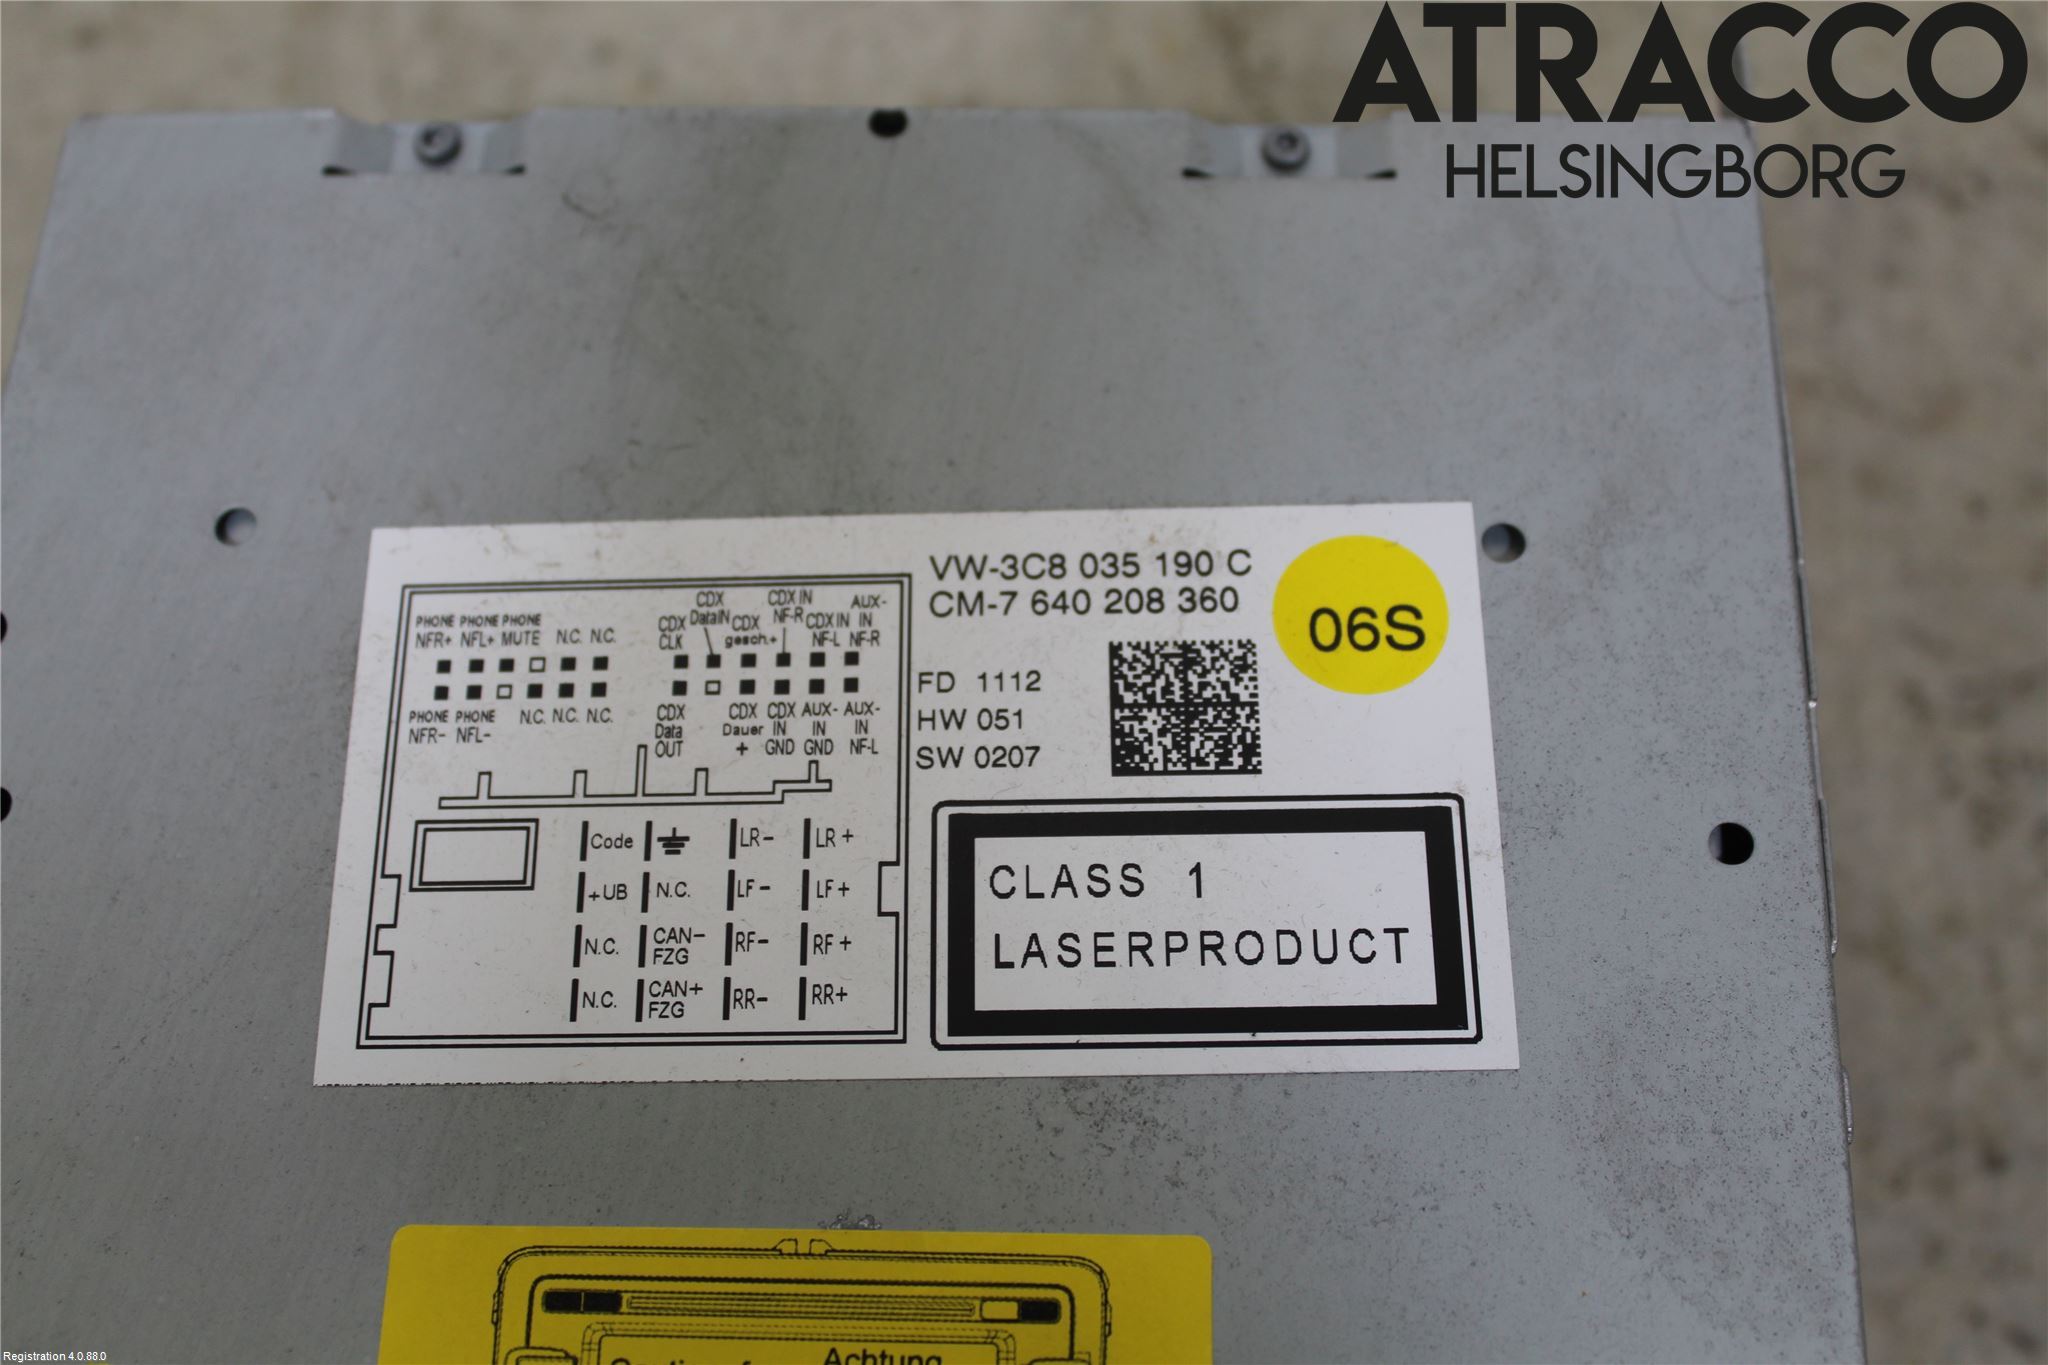 ATRACCO
HELSINGBORG
VW-3C8 035 190 C
CM-7 640 208 360
06S
FD 1112
HW 051
SW 0207
PHONE PHONE PHONE
NFR+ NFL+ MUTE N.C. N.C.
CDX CLK
CDX DataIN
CDX gesch.+
CDX IN NF-R
CDX IN NF-L
AUX-IN NF-R
PHONE NFR-
PHONE NFL-
N.C. N.C. N.C.
CDX Data OUT
CDX Dauer +
CDX IN GND
AUX-IN GND
AUX-IN NF-L
Code LR- LR+
+UB N.C. LF- LF+
N.C. CAN- FZG RF- RF+
N.C. CAN+ FZG RR- RR+
CLASS 1
LASERPRODUCT
Achtung
Registration 4.0.88.0